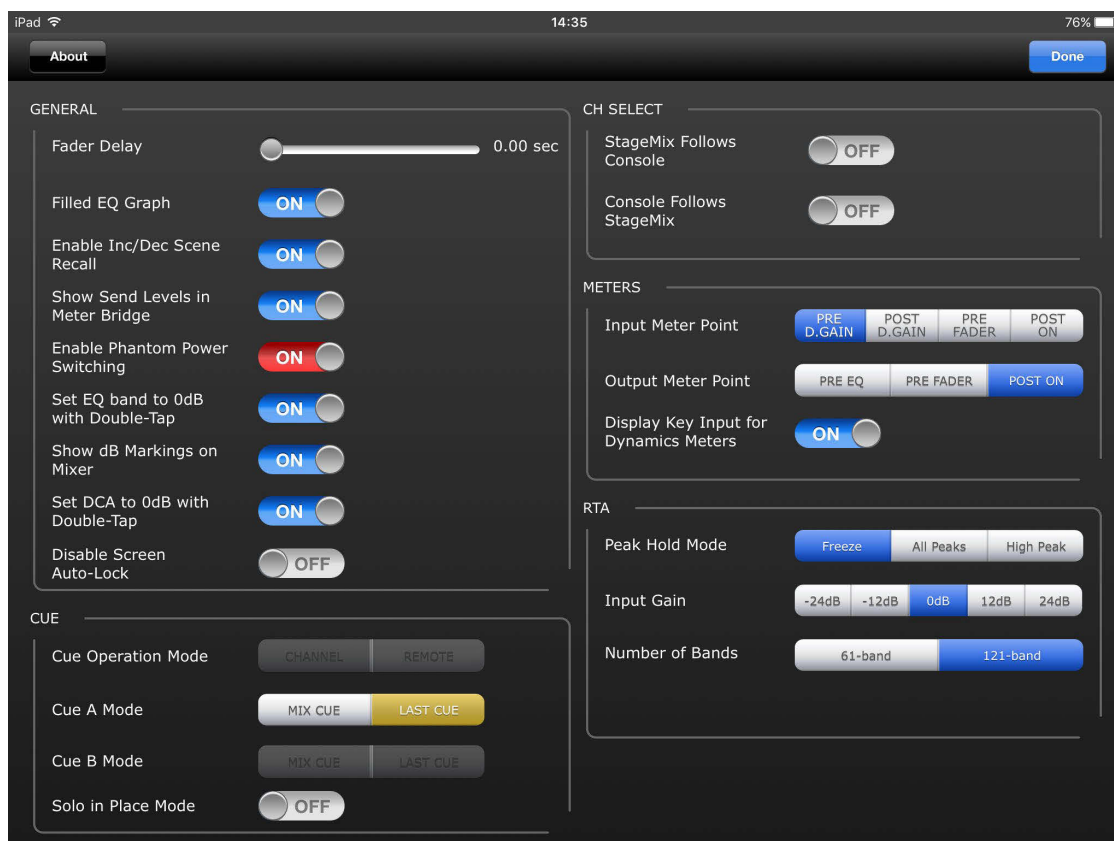 iPad 14:35 76%
About Done
GENERAL
Fader Delay 0.00 sec
Filled EQ Graph ON
Enable Inc/Dec Scene
Recall ON
Show Send Levels in
Meter Bridge ON
Enable Phantom Power
Switching ON
Set EQ band to 0dB
with Double-Tap ON
Show dB Markings on
Mixer ON
Set DCA to 0dB with
Double-Tap ON
Disable Screen
Auto-Lock OFF
CUE
Cue Operation Mode CHANNEL REMOTE
Cue A Mode MIX CUE LAST CUE
Cue B Mode MIX CUE LAST CUE
Solo in Place Mode OFF
CH SELECT
StageMix Follows
Console OFF
Console Follows
StageMix OFF
METERS
Input Meter Point PRE D.GAIN POST D.GAIN PRE FADER POST ON
Output Meter Point PRE EQ PRE FADER POST ON
Display Key Input for
Dynamics Meters ON
RTA
Peak Hold Mode Freeze All Peaks High Peak
Input Gain -24dB -12dB 0dB 12dB 24dB
Number of Bands 61-band 121-band